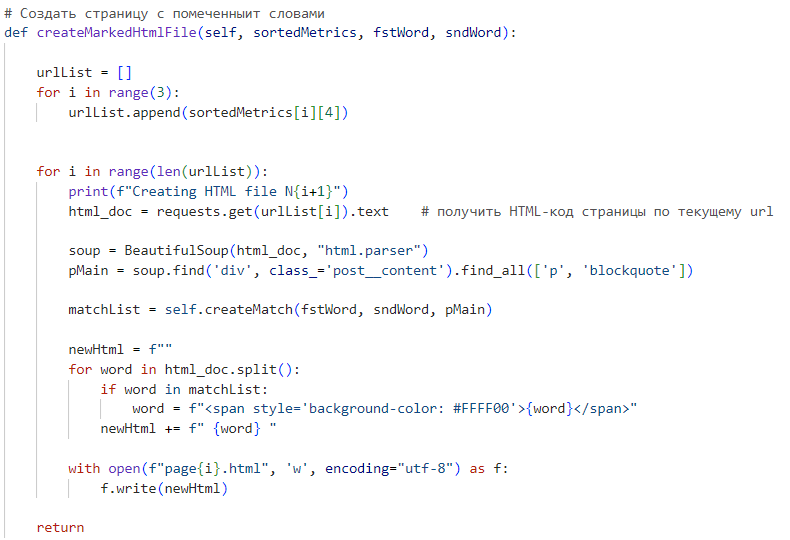 # Создать страницу с помеченныит словами
def createMarkedHtmlFile(self, sortedMetrics, fstWord, sndWord):
urlList = []
for i in range(3):
urlList.append(sortedMetrics[i][4])
for i in range(len(urlList)):
print(f"Creating HTML file N{i+1}")
html_doc = requests.get(urlList[i]).text    # получить HTML-код страницы по текущему url
soup = BeautifulSoup(html_doc, "html.parser")
pMain = soup.find('div', class_='post__content').find_all(['p', 'blockquote'])
matchList = self.createMatch(fstWord, sndWord, pMain)
newHtml = f""
for word in html_doc.split():
if word in matchList:
word = f"<span style='background-color: #FFFF00'>{word}</span>"
newHtml += f" {word} "
with open(f"page{i}.html", 'w', encoding="utf-8") as f:
f.write(newHtml)
return